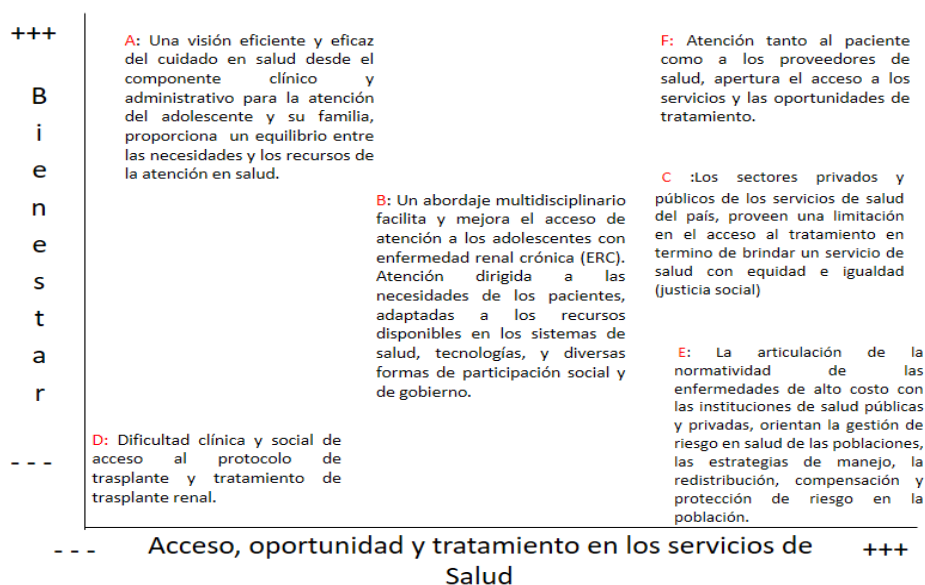 +++
B
i
e
n
e
s
t
a
r
- - -
A: Una visión eficiente y eficaz
del cuidado en salud desde el
componente clínico y
administrativo para la atención
del adolescente y su familia,
proporciona un equilibrio entre
las necesidades y los recursos de
la atención en salud.
B: Un abordaje multidisciplinario
facilita y mejora el acceso de
atención a los adolescentes con
enfermedad renal crónica (ERC).
Atención dirigida a las
necesidades de los pacientes,
adaptadas a los recursos
disponibles en los sistemas de
salud, tecnologías, y diversas
formas de participación social y
de gobierno.
F: Atención tanto al paciente
como a los proveedores de
salud, apertura el acceso a los
servicios y las oportunidades de
tratamiento.
C :Los sectores privados y
públicos de los servicios de salud
del país, proveen una limitación
en el acceso al tratamiento en
termino de brindar un servicio de
salud con equidad e igualdad
(justicia social)
E: La articulación de la
normatividad de las
enfermedades de alto costo con
las instituciones de salud públicas
y privadas, orientan la gestión de
riesgo en salud de las poblaciones,
las estrategias de manejo, la
redistribución, compensación y
protección de riesgo en la
población.
D: Dificultad clínica y social de
acceso al protocolo de
trasplante y tratamiento de
trasplante renal.
- - - Acceso, oportunidad y tratamiento en los servicios de +++
Salud